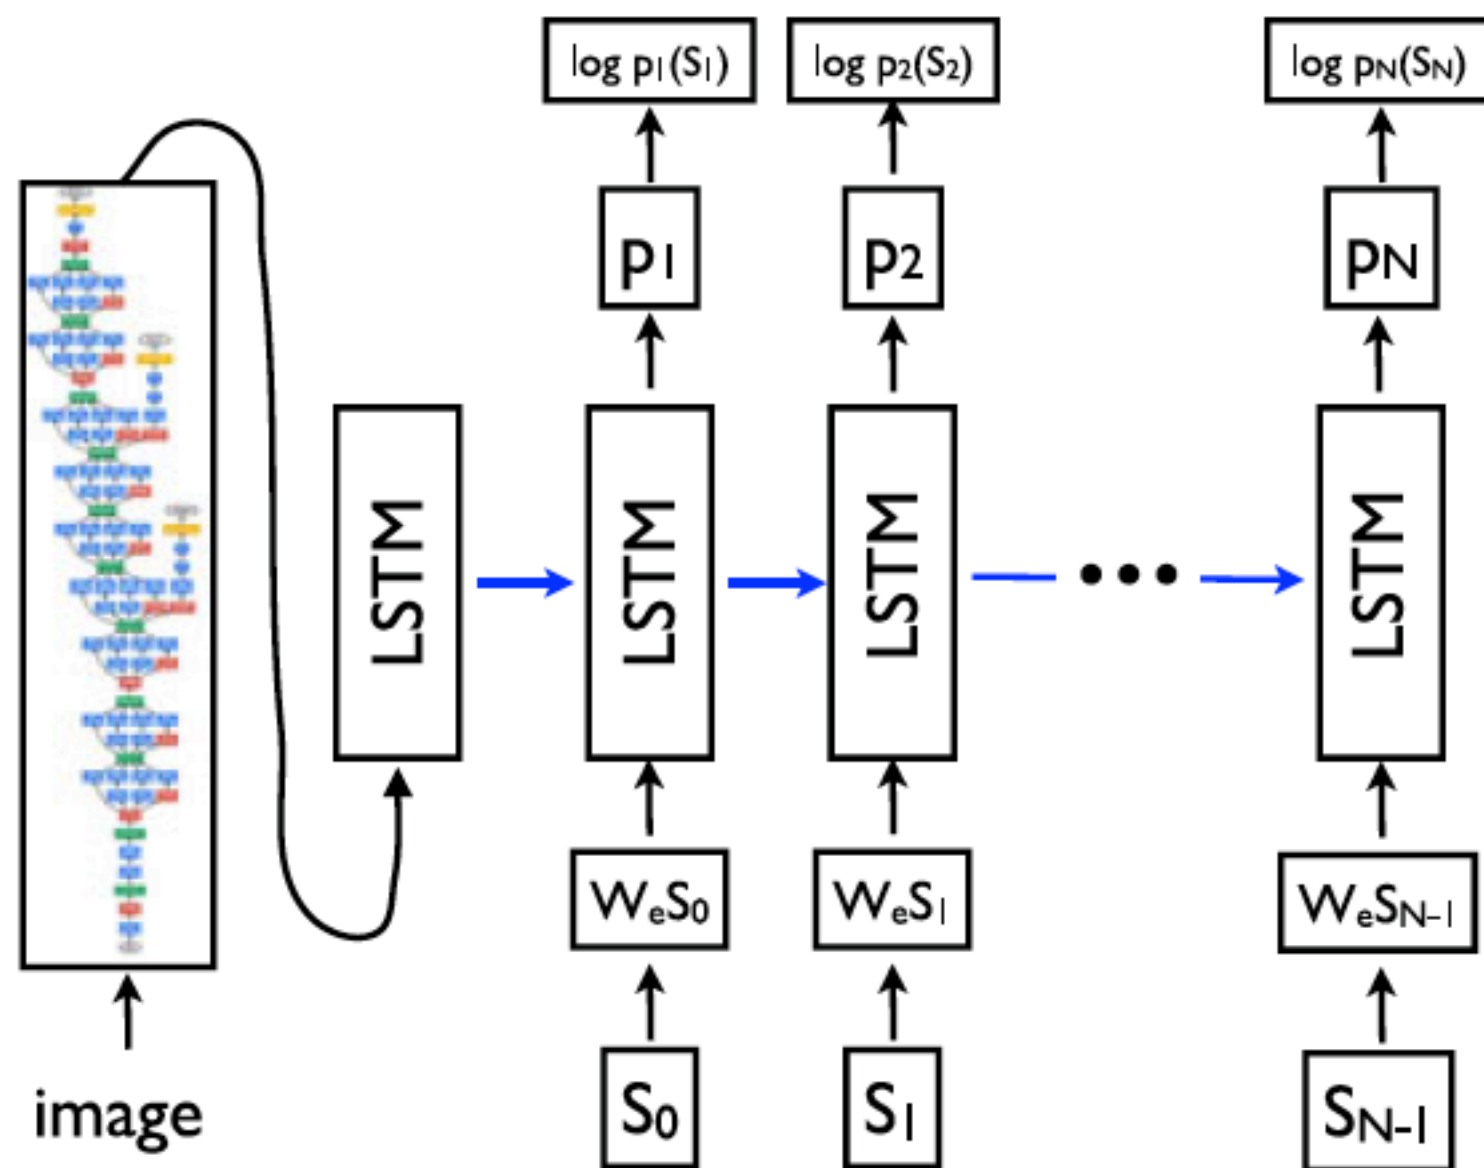 log p1(S1) log p2(S2) log pN(SN)
p1 p2 pN
LSTM LSTM LSTM LSTM
WeS0 WeS1 WeSN-1
image S0 S1 SN-1